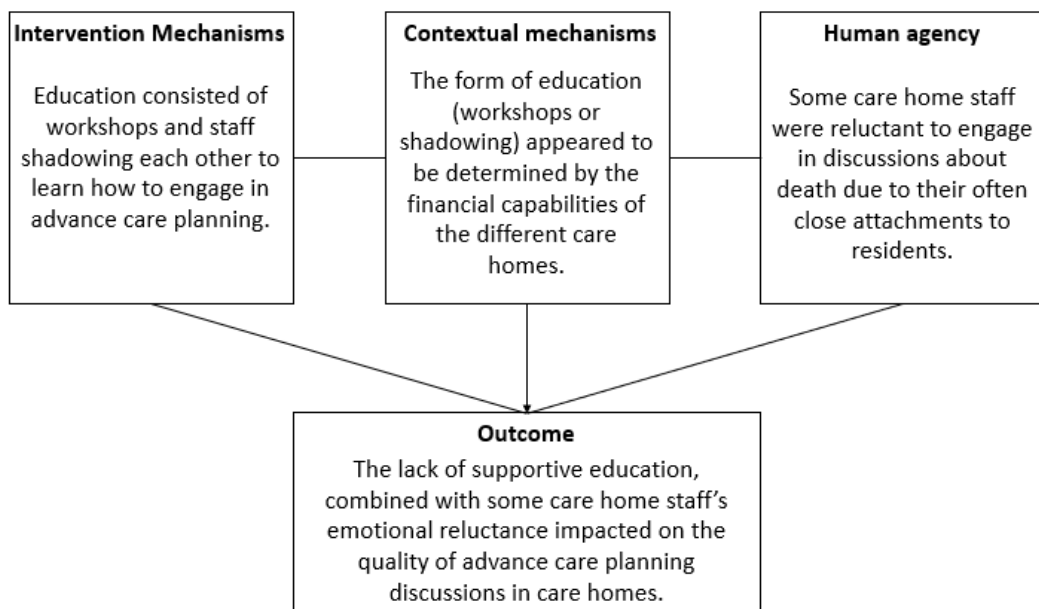 Intervention Mechanisms
Education consisted of
workshops and staff
shadowing each other to
learn how to engage in
advance care planning.
Contextual mechanisms
The form of education
(workshops or
shadowing) appeared to
be determined by the
financial capabilities of
the different care
homes.
Human agency
Some care home staff
were reluctant to engage
in discussions about
death due to their often
close attachments to
residents.
Outcome
The lack of supportive education,
combined with some care home staff’s
emotional reluctance impacted on the
quality of advance care planning
discussions in care homes.